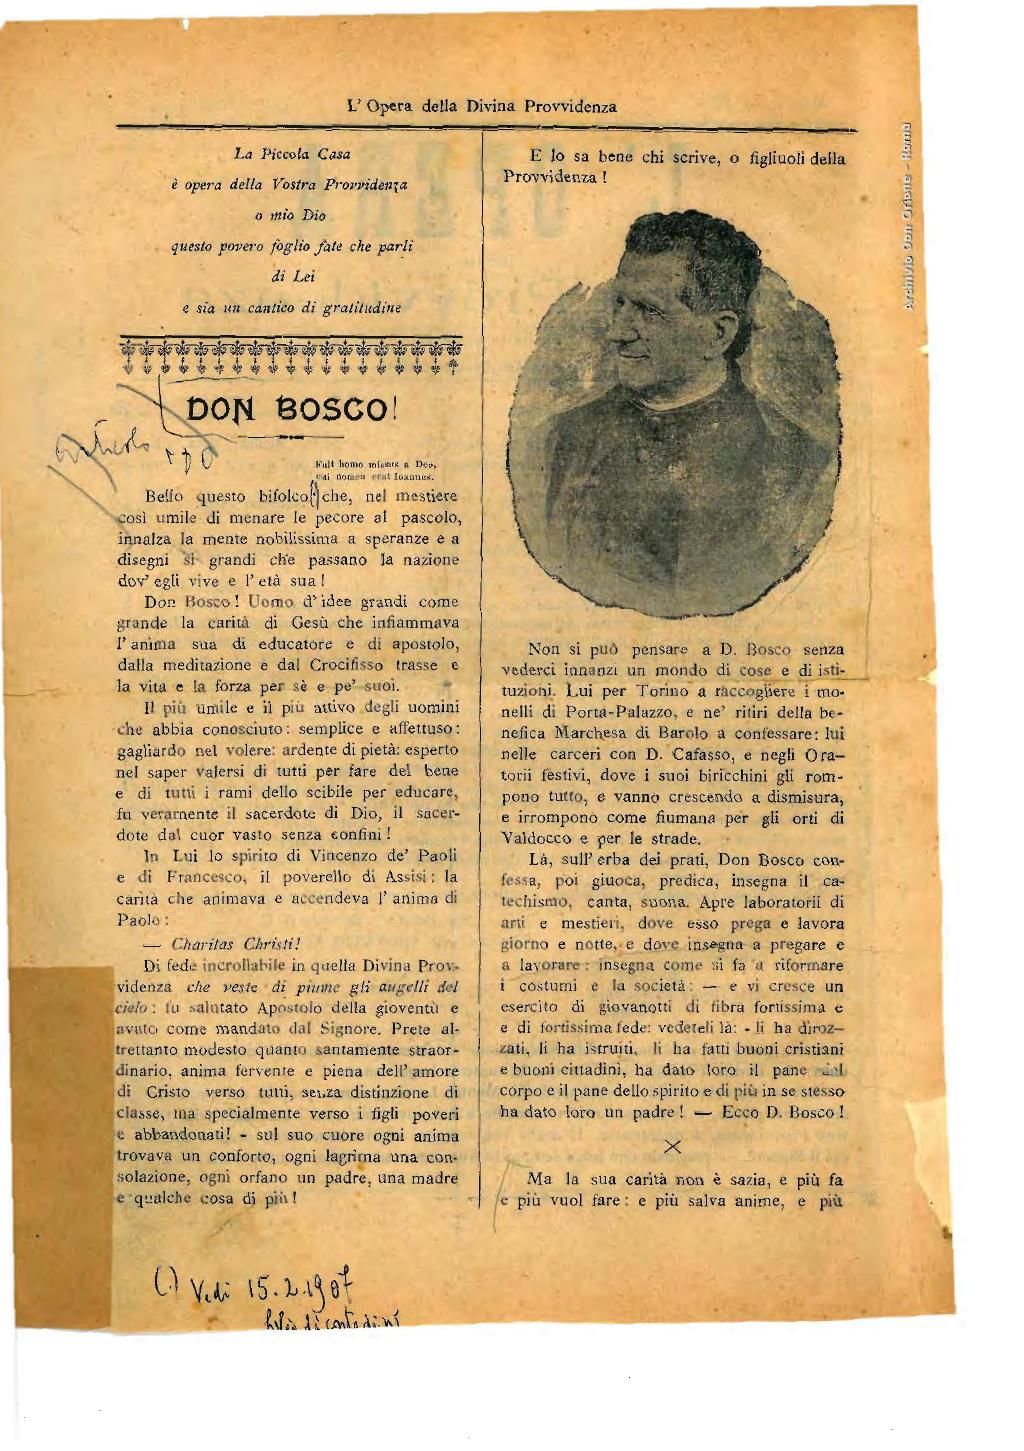 L' Opera della Divina Provvidenza
La Piccola Casa
è opera della Vostra Provvidenza
o mio Dio
questo povero foglio fate che parli
di Lei
e sia un cantico di gratitudine
DON BOSCO!
articolo
Fuit homo missus a Deo,
cui nomen erat Ioannes.
Bello questo bifolco che, nel mestiere
così umile di menare le pecore al pascolo,
innalza la mente nobilissima a speranze e a
disegni si grandi che passano la nazione
dov' egli vive e l' età sua!
Don Bosco! Uomo d' idee grandi come
grande la carità di Gesù che infiammava
l' anima sua di educatore e di apostolo,
dalla meditazione e dal Crocifisso trasse e
la vita e la forza per sè e pe' suoi.
Il più umile e il più attivo degli uomini
che abbia conosciuto: semplice e affettuso:
gagliardo nel volere: ardente di pietà: esperto
nel saper valersi di tutti per fare del bene
e di tutti i rami dello scibile per educare,
fu veramente il sacerdote di Dio, il sacer-
dote dal cuor vasto senza confini!
In Lui lo spirito di Vincenzo de' Paoli
e di Francesco, il poverello di Assisi: la
carità che animava e accendeva l' anima di
Paolo:
— Charitas Christi!
Di fede incrollabile in quella Divina Prov-
videnza che veste di piume gli augelli del
cielo: fu salutato Apostolo della gioventù e
avuto come mandato dal Signore. Prete al-
trettanto modesto quanto santamente straor-
dinario, anima fervente e piena dell' amore
di Cristo verso tutti, senza distinzione di
classe, ma specialmente verso i figli poveri
e abbandonati! - sul suo cuore ogni anima
trovava un conforto, ogni lagrima una con-
solazione, ogni orfano un padre, una madre
e qualche cosa di più!
(.) Vedi 15.2.1907
E lo sa bene chi scrive, o figliuoli della
Provvidenza!
Non si può pensare a D. Bosco senza
vederci innanzi un mondo di cose e di isti-
tuzioni. Lui per Torino a raccogliere i mo-
nelli di Porta-Palazzo, e ne' ritiri della be-
nefica Marchesa di Barolo a confessare: lui
nelle carceri con D. Cafasso, e negli Ora-
torii festivi, dove i suoi biricchini gli rom-
pono tutto, e vanno crescendo a dismisura,
e irrompono come fiumana per gli orti di
Valdocco e per le strade.
Là, sull' erba dei prati, Don Bosco con-
fessa, poi giuoca, predica, insegna il ca-
techismo, canta, suona. Apre laboratorii di
arti e mestieri, dove esso prega e lavora
giorno e notte, e dove insegna a pregare e
a lavorare: insegna come si fa a riformare
i costumi e la società: — e vi cresce un
esercito di giovanotti di fibra fortissima e
e di fortissima fede: vedeteli là: - li ha diroz-
zati, li ha istruiti, li ha fatti buoni cristiani
e buoni cittadini, ha dato loro il pane del
corpo e il pane dello spirito e di più in se stesso
ha dato loro un padre! — Ecco D. Bosco!
X
Ma la sua carità non è sazia, e più fa
e più vuol fare: e più salva anime, e più
Archivio Don Orione - Roma